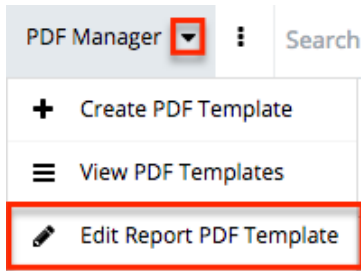 PDF Manager Search
Create PDF Template
View PDF Templates
Edit Report PDF Template